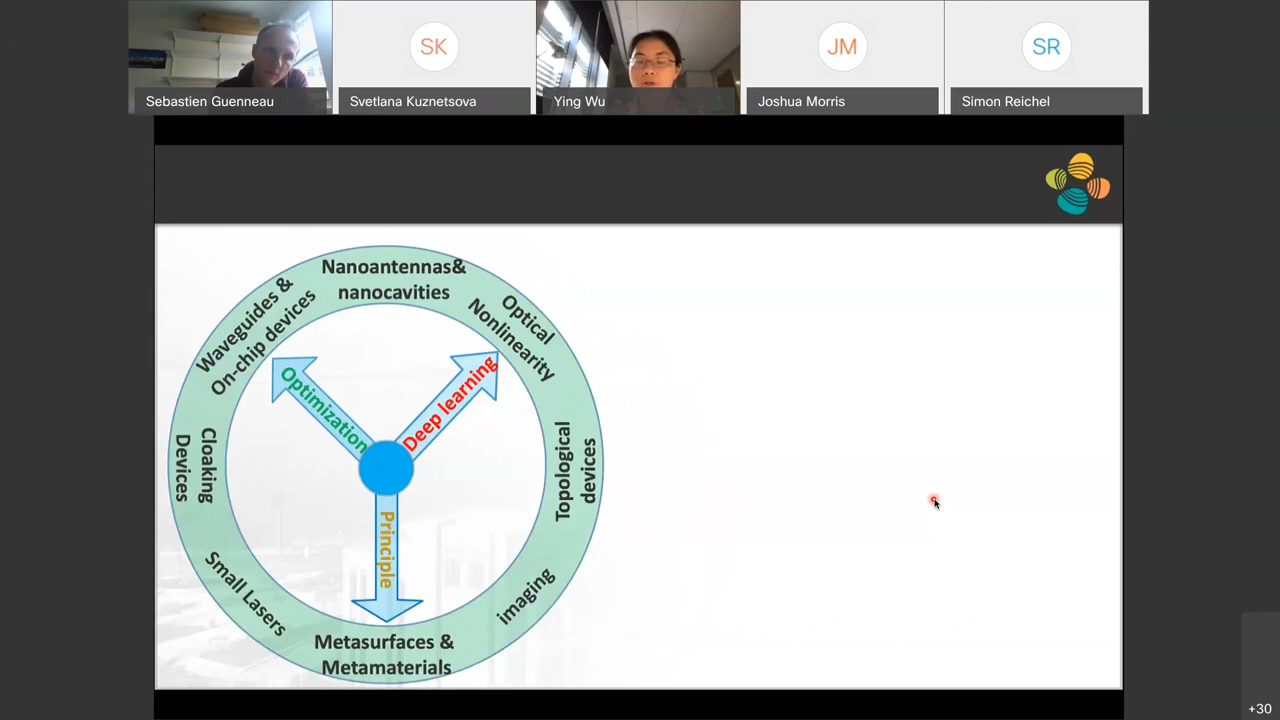 SK
JM
SR
Sebastien Guenneau
Svetlana Kuznetsova
Ying Wu
Joshua Morris
Simon Reichel
Nanoantennas&
nanocavities
Waveguides &
On-chip devices
Optical
Nonlinearity
Optimization
Deep learning
Cloaking
Devices
Topological
devices
Principle
Small Lasers
imaging
Metasurfaces &
Metamaterials
+30